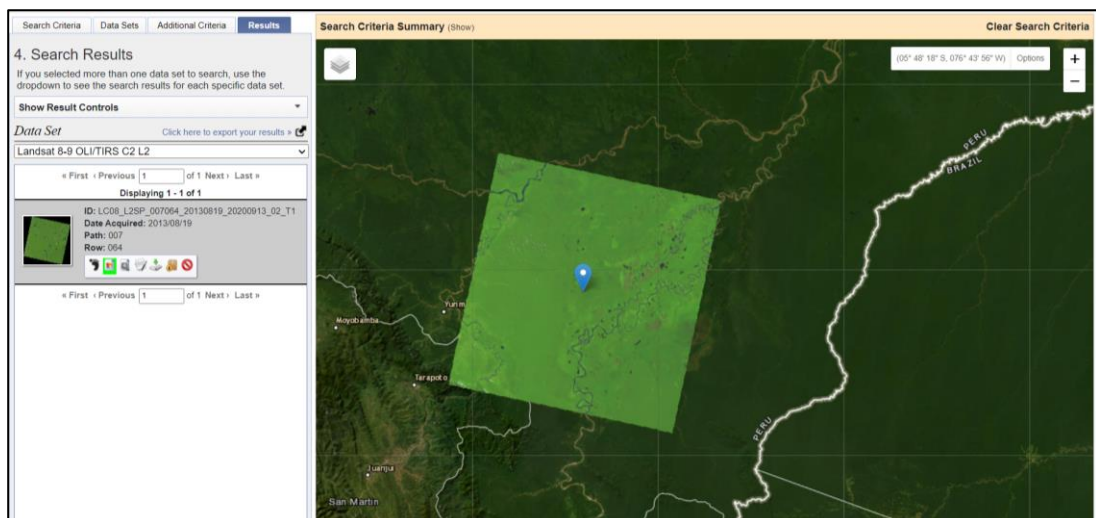 Search Criteria
Data Sets
Additional Criteria
Results
4. Search Results
If you selected more than one data set to search, use the
dropdown to see the search results for each specific data set.
Show Result Controls
Data Set
Click here to export your results »
Landsat 8-9 OLI/TIRS C2 L2
« First ‹ Previous 1 of 1 Next › Last »
Displaying 1 - 1 of 1
ID: LC08_L2SP_007064_20130819_20200913_02_T1
Date Acquired: 2013/08/19
Path: 007
Row: 064
« First ‹ Previous 1 of 1 Next › Last »
Search Criteria Summary (Show)
Clear Search Criteria
(05° 48' 18" S, 076° 43' 56" W)
Options
+
−
PERU
BRAZIL
Moyobamba
Tarapoto
PERU
Juanjui
San Martin